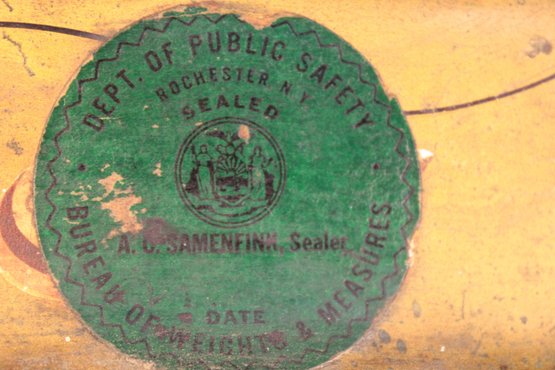 DEPT. OF PUBLIC SAFETY
ROCHESTER, N.Y.
SEALED
A. C. SAMENFINK, Sealer
DATE
BUREAU OF WEIGHTS & MEASURES